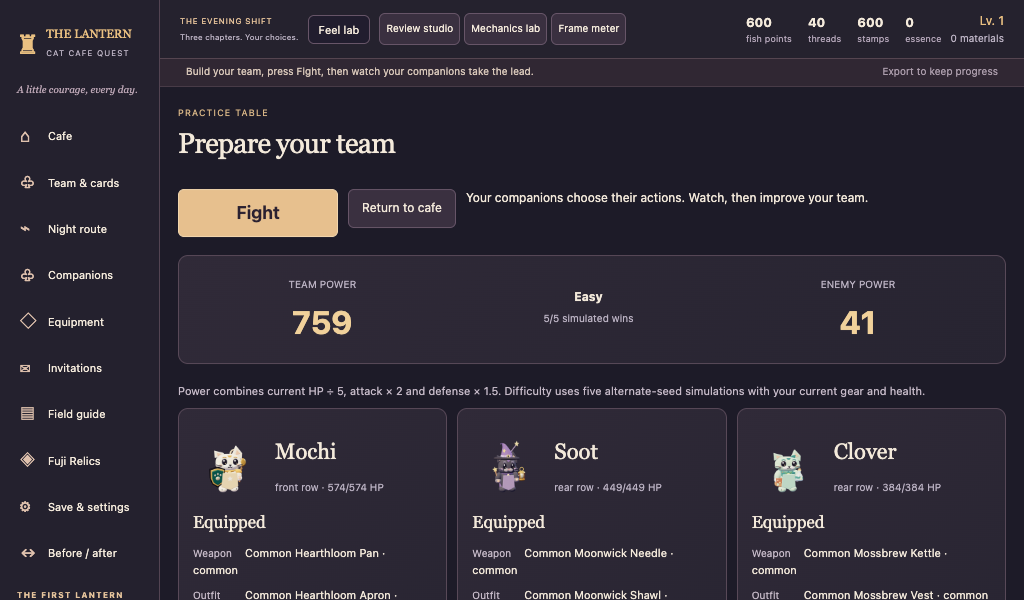 THE LANTERN
CAT CAFE QUEST
A little courage, every day.
Cafe
Team & cards
Night route
Companions
Equipment
Invitations
Field guide
Fuji Relics
Save & settings
Before / after
THE FIRST LANTERN
THE EVENING SHIFT
Three chapters. Your choices.
Feel lab
Review studio
Mechanics lab
Frame meter
600
fish points
40
threads
600
stamps
0
essence
Lv. 1
0 materials
Build your team, press Fight, then watch your companions take the lead.
Export to keep progress
PRACTICE TABLE
Prepare your team
Fight
Return to cafe
Your companions choose their actions. Watch, then improve your team.
TEAM POWER
759
Easy
5/5 simulated wins
ENEMY POWER
41
Power combines current HP ÷ 5, attack × 2 and defense × 1.5. Difficulty uses five alternate-seed simulations with your current gear and health.
Mochi
front row · 574/574 HP
Equipped
Weapon Common Hearthloom Pan ·
common
Outfit Common Hearthloom Apron ·
Soot
rear row · 449/449 HP
Equipped
Weapon Common Moonwick Needle ·
common
Outfit Common Moonwick Shawl ·
Clover
rear row · 384/384 HP
Equipped
Weapon Common Mossbrew Kettle ·
common
Outfit Common Mossbrew Vest · common